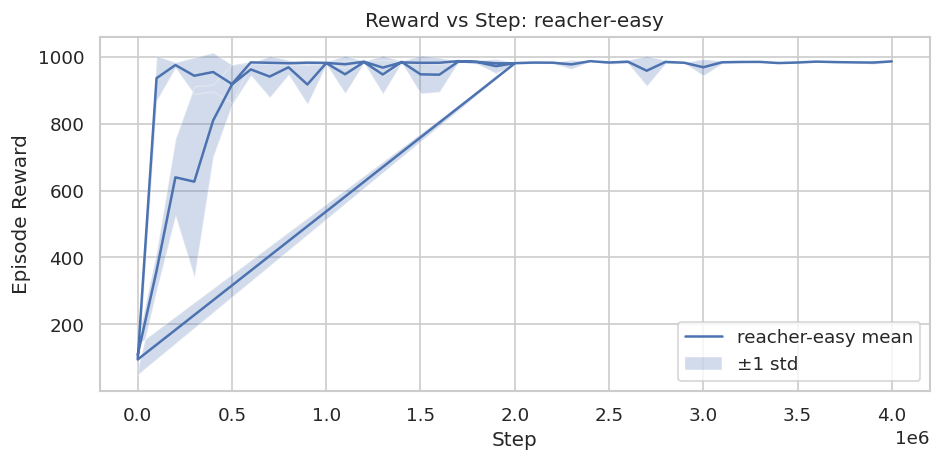 Reward vs Step: reacher-easy
Episode Reward
1000
800
600
400
200
0.0 0.5 1.0 1.5 2.0 2.5 3.0 3.5 4.0
1e6
Step
reacher-easy mean
±1 std